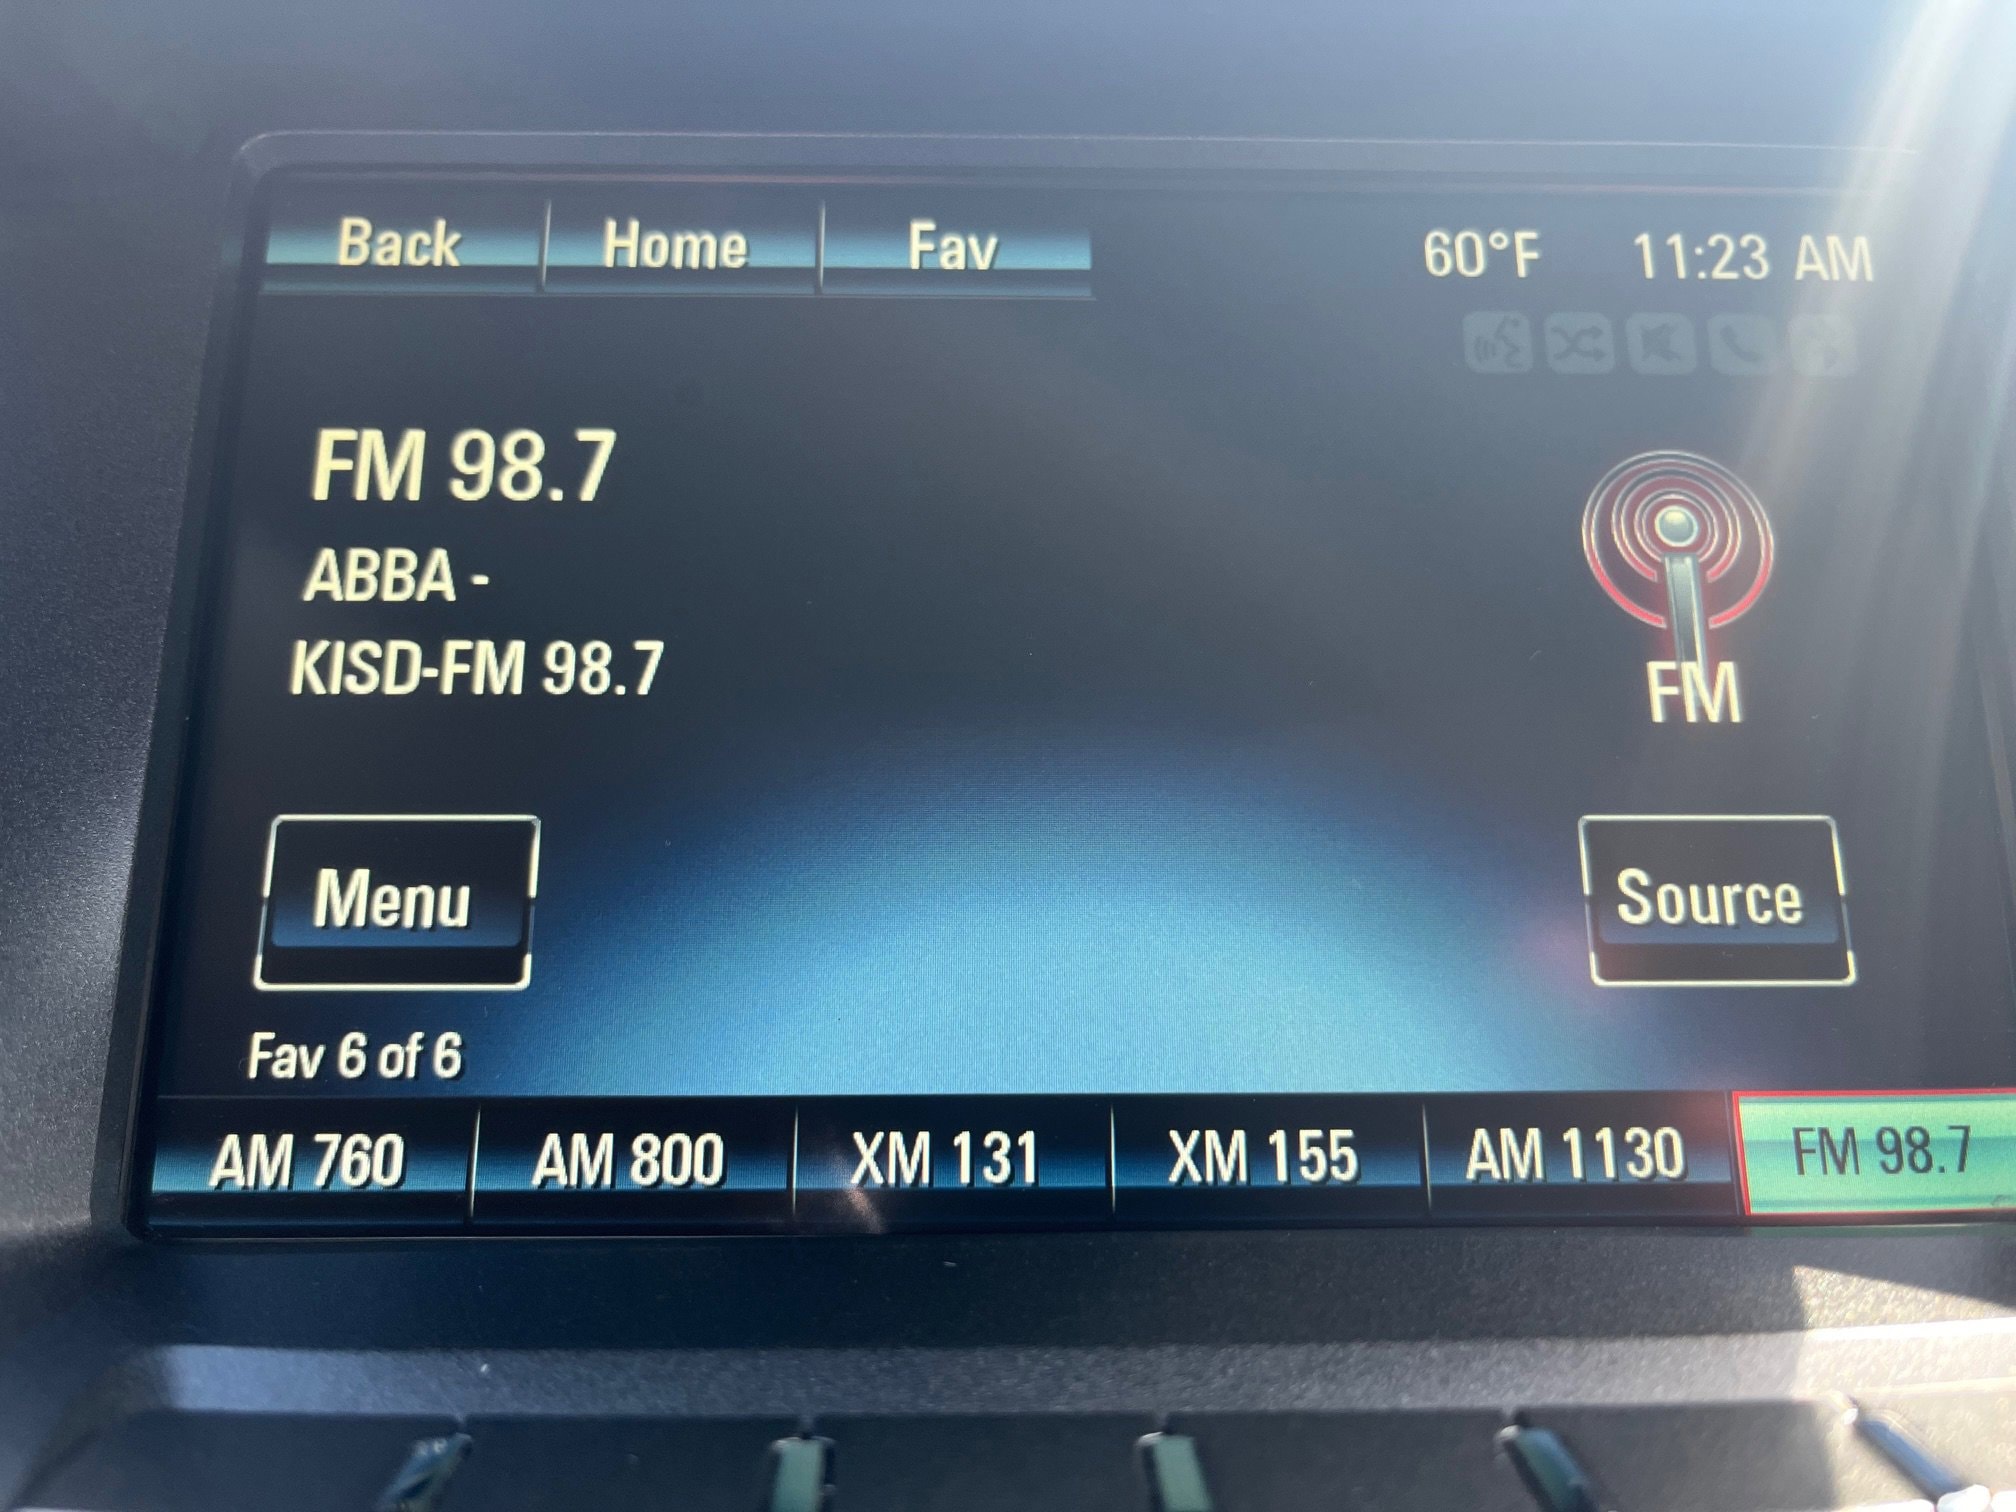 Back Home Fav 60°F 11:23 AM
FM 98.7
ABBA -
KISD-FM 98.7
FM
Menu Source
Fav 6 of 6
AM 760 AM 800 XM 131 XM 155 AM 1130 FM 98.7